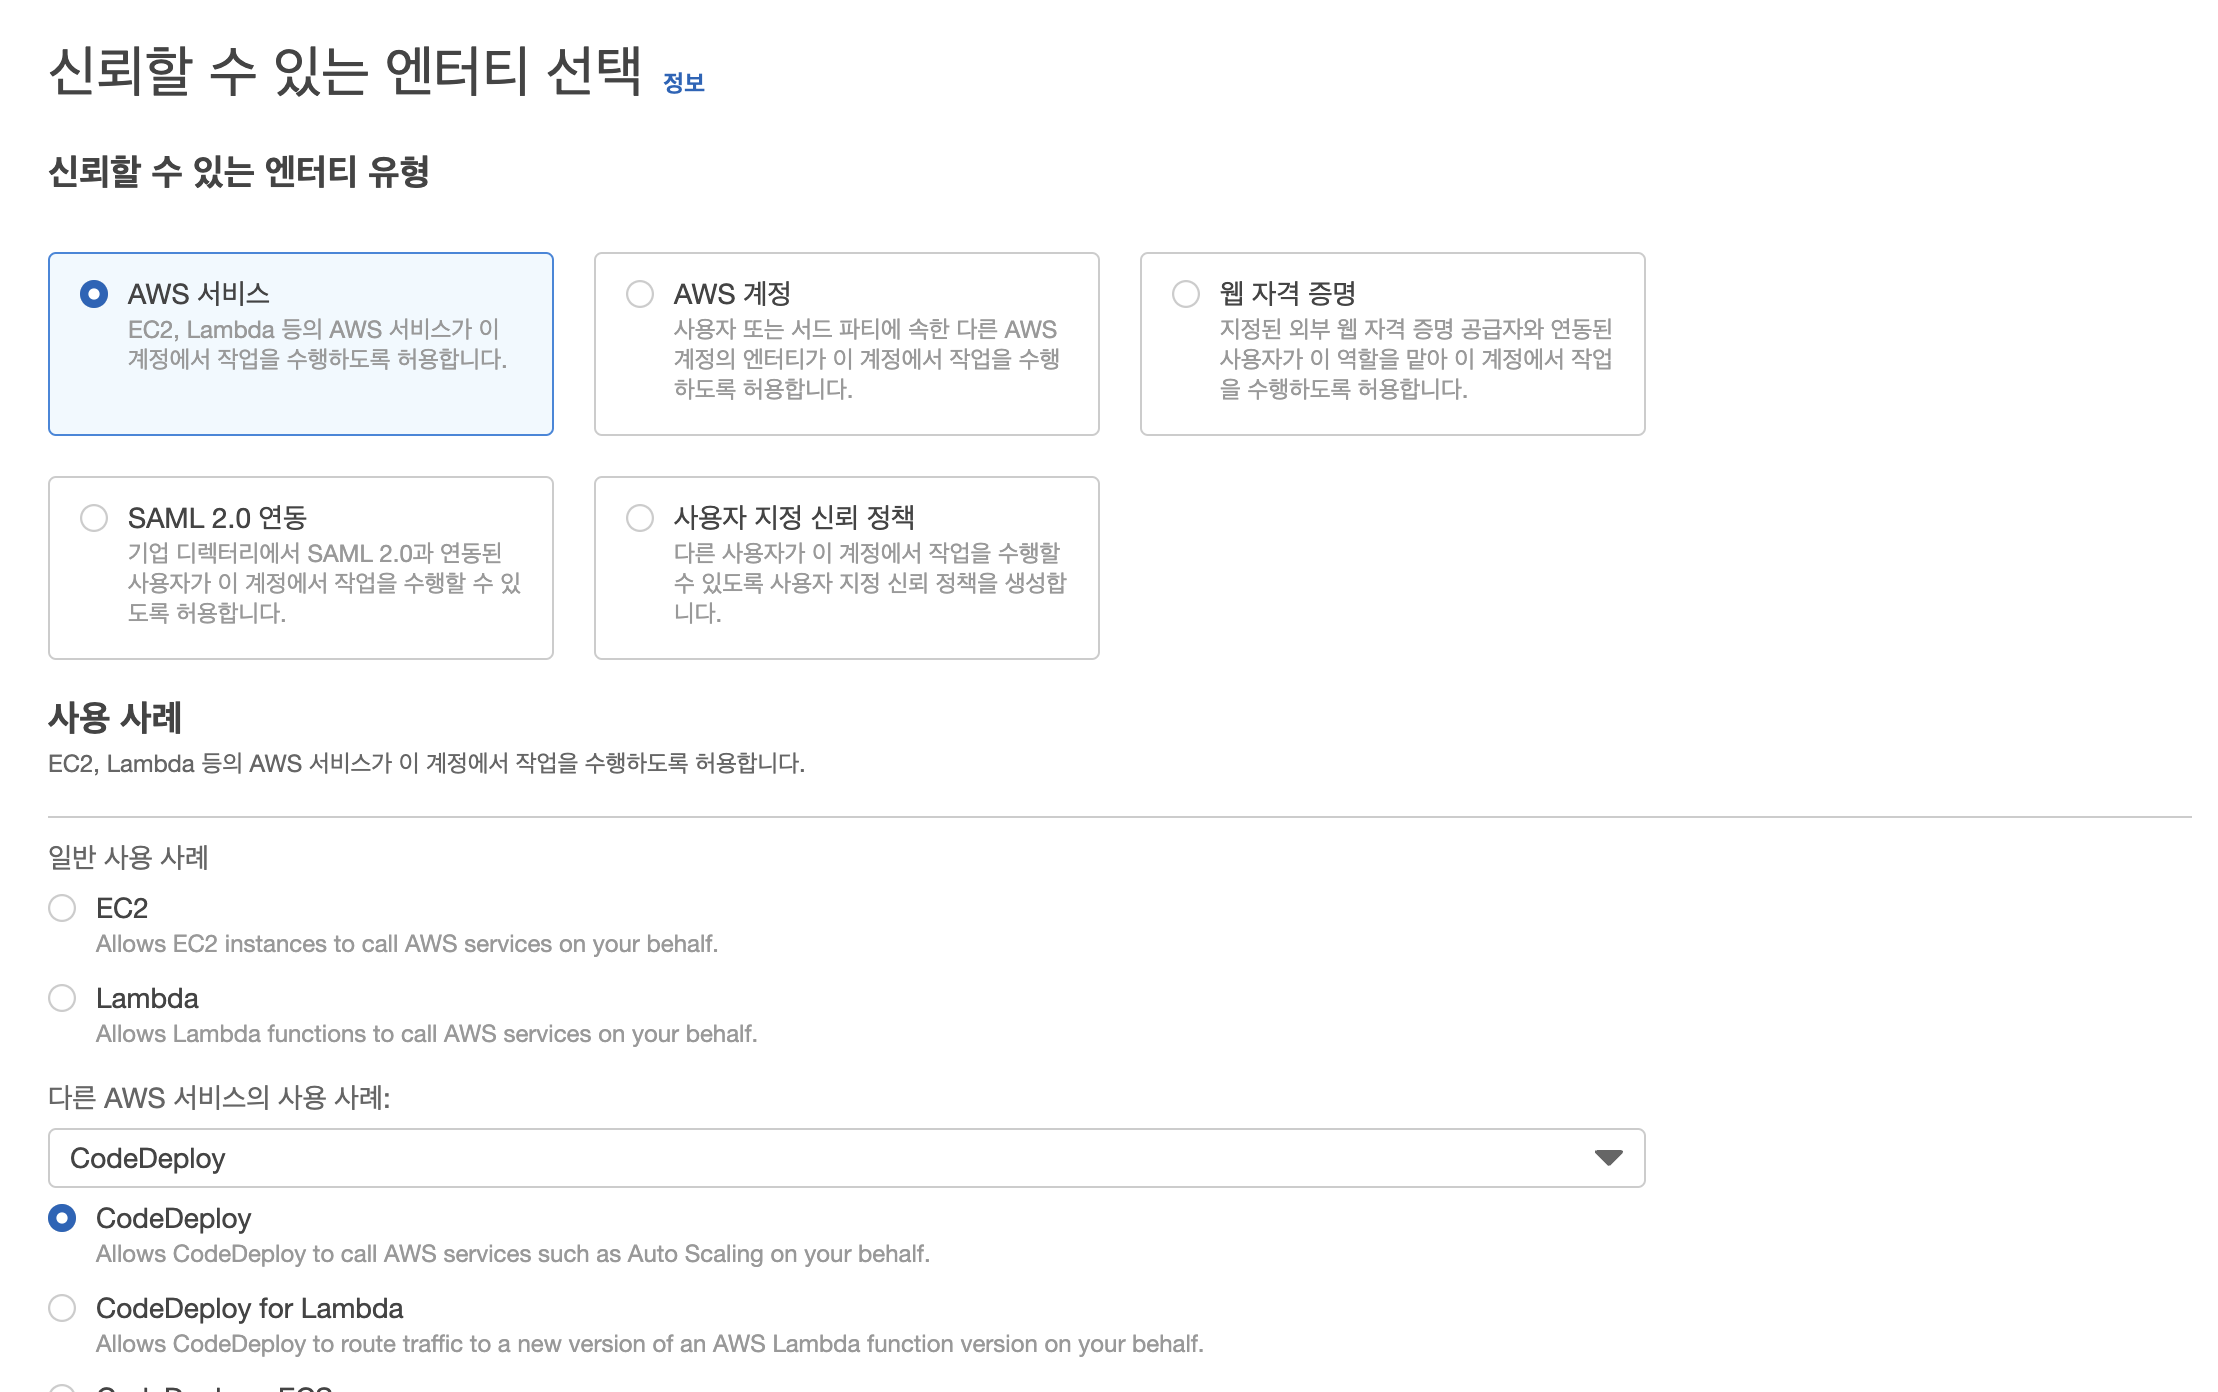 신뢰할 수 있는 엔터티 선택 정보
신뢰할 수 있는 엔터티 유형
AWS 서비스
EC2, Lambda 등의 AWS 서비스가 이
계정에서 작업을 수행하도록 허용합니다.
AWS 계정
사용자 또는 서드 파티에 속한 다른 AWS
계정의 엔터티가 이 계정에서 작업을 수행
하도록 허용합니다.
웹 자격 증명
지정된 외부 웹 자격 증명 공급자와 연동된
사용자가 이 역할을 맡아 이 계정에서 작업
을 수행하도록 허용합니다.
SAML 2.0 연동
기업 디렉터리에서 SAML 2.0과 연동된
사용자가 이 계정에서 작업을 수행할 수 있
도록 허용합니다.
사용자 지정 신뢰 정책
다른 사용자가 이 계정에서 작업을 수행할
수 있도록 사용자 지정 신뢰 정책을 생성합
니다.
사용 사례
EC2, Lambda 등의 AWS 서비스가 이 계정에서 작업을 수행하도록 허용합니다.
일반 사용 사례
EC2
Allows EC2 instances to call AWS services on your behalf.
Lambda
Allows Lambda functions to call AWS services on your behalf.
다른 AWS 서비스의 사용 사례:
CodeDeploy
CodeDeploy
Allows CodeDeploy to call AWS services such as Auto Scaling on your behalf.
CodeDeploy for Lambda
Allows CodeDeploy to route traffic to a new version of an AWS Lambda function version on your behalf.